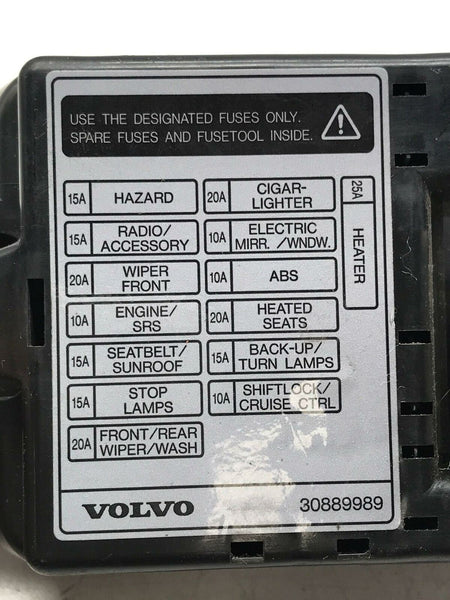 USE THE DESIGNATED FUSES ONLY.
SPARE FUSES AND FUSETOOL INSIDE.
15A HAZARD
15A RADIO/
ACCESSORY
20A WIPER
FRONT
10A ENGINE/
SRS
15A SEATBELT/
SUNROOF
15A STOP
LAMPS
20A FRONT/REAR
WIPER/WASH
20A CIGAR-
LIGHTER
10A ELECTRIC
MIRR. /WNDW.
10A ABS
20A HEATED
SEATS
15A BACK-UP/
TURN LAMPS
10A SHIFTLOCK/
CRUISE CTRL
25A HEATER
VOLVO 30889989